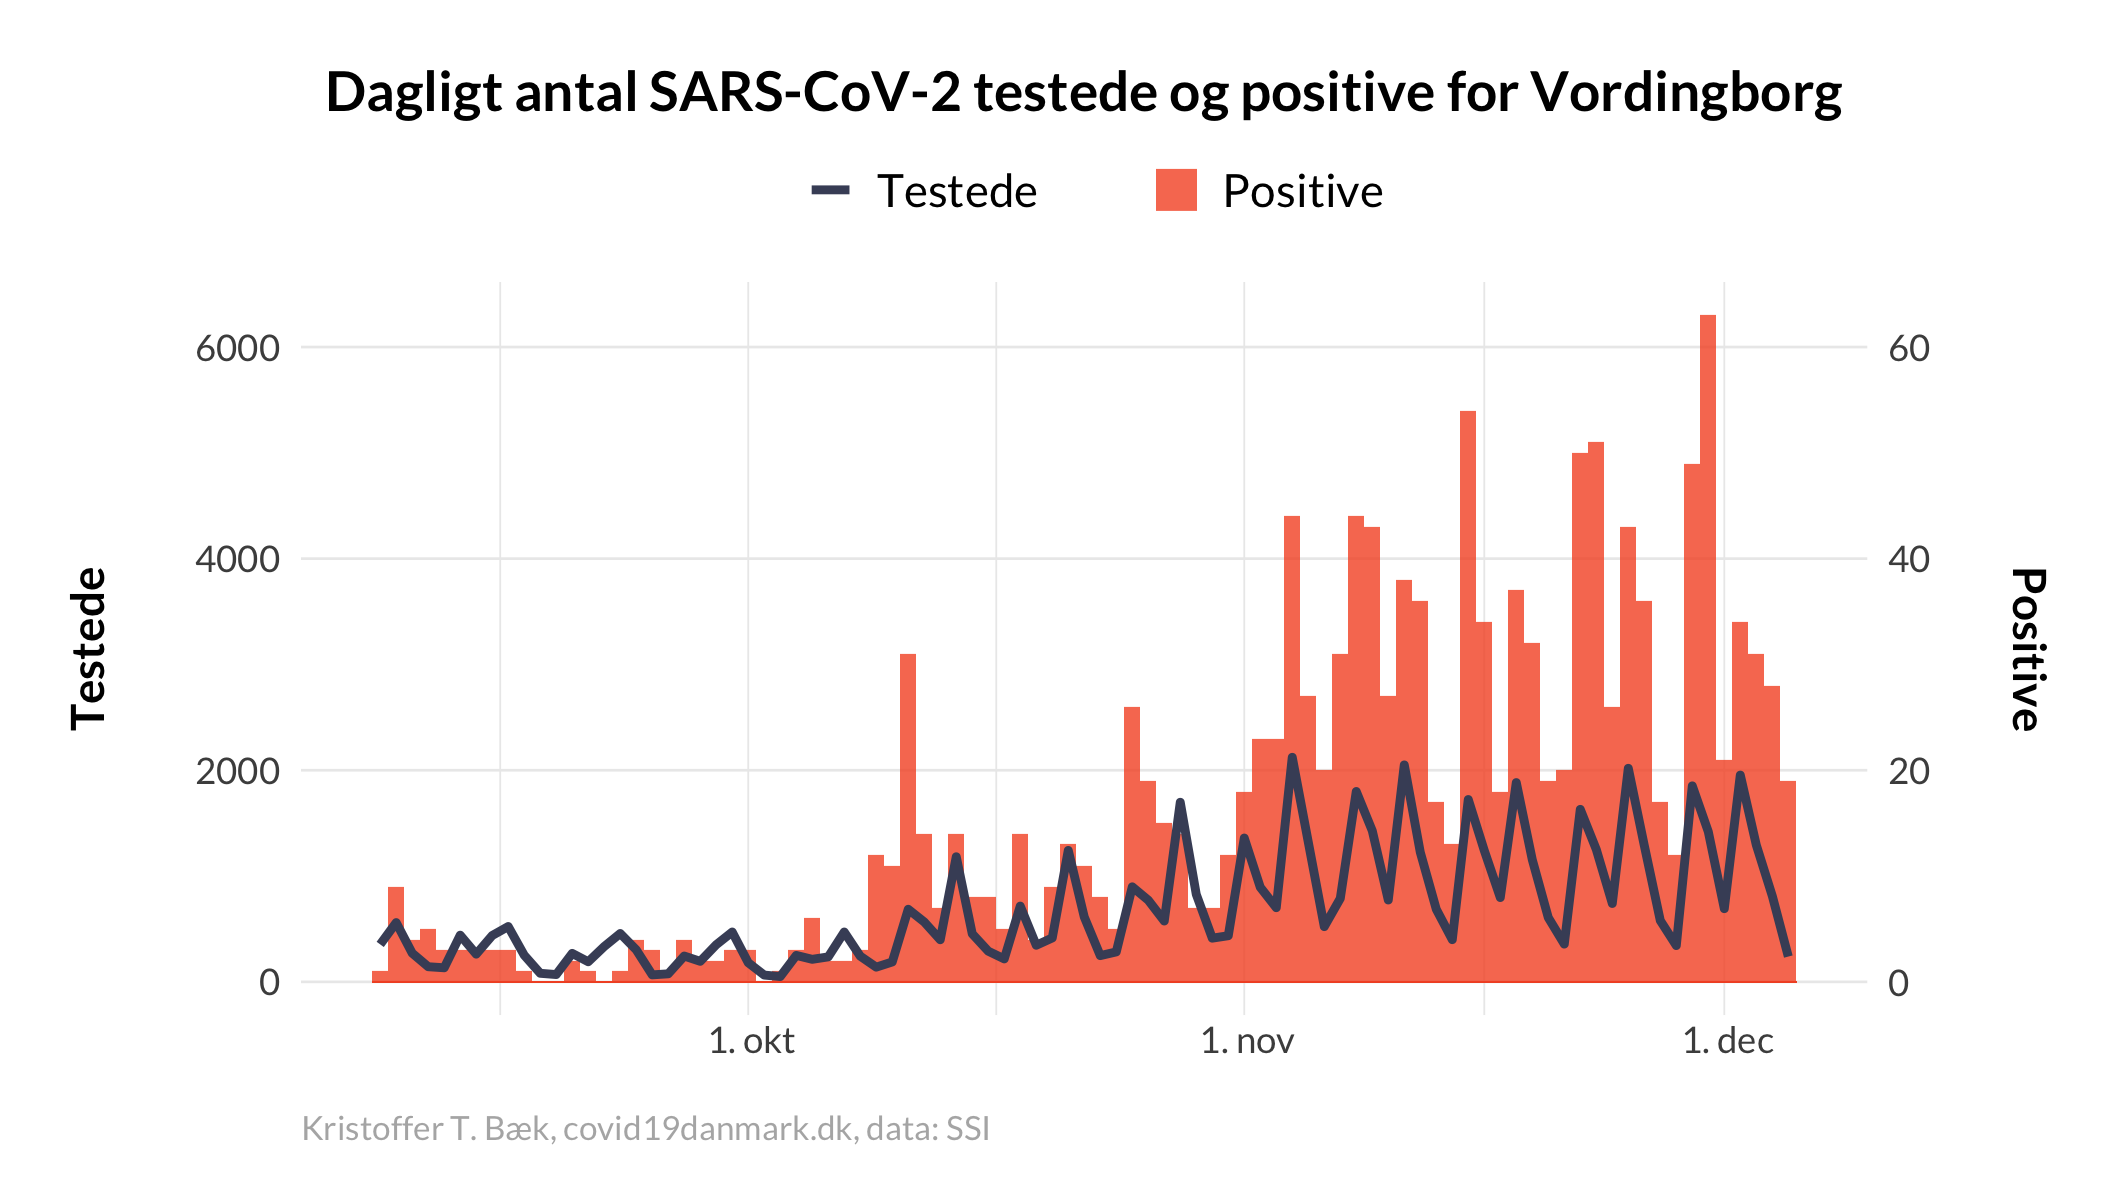 Dagligt antal SARS-CoV-2 testede og positive for Vordingborg
Testede
Positive
6000
4000
2000
0
60
40
20
0
Testede
Positive
1. okt
1. nov
1. dec
Kristoffer T. Bæk, covid19danmark.dk, data: SSI